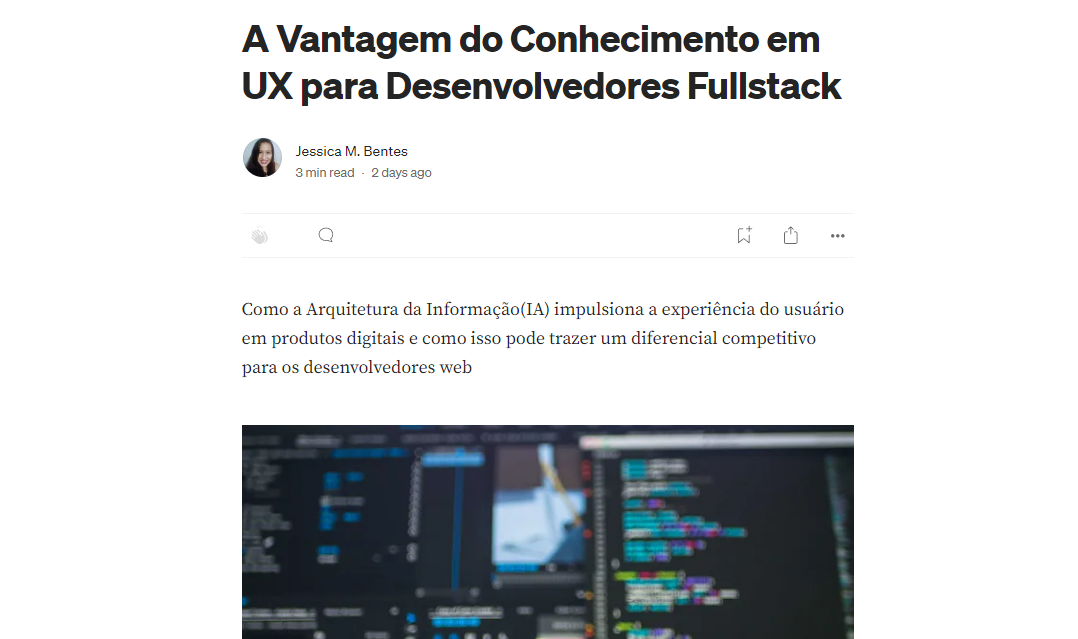 A Vantagem do Conhecimento em
UX para Desenvolvedores Fullstack
Jessica M. Bentes
3 min read · 2 days ago
Como a Arquitetura da Informação(IA) impulsiona a experiência do usuário
em produtos digitais e como isso pode trazer um diferencial competitivo
para os desenvolvedores web